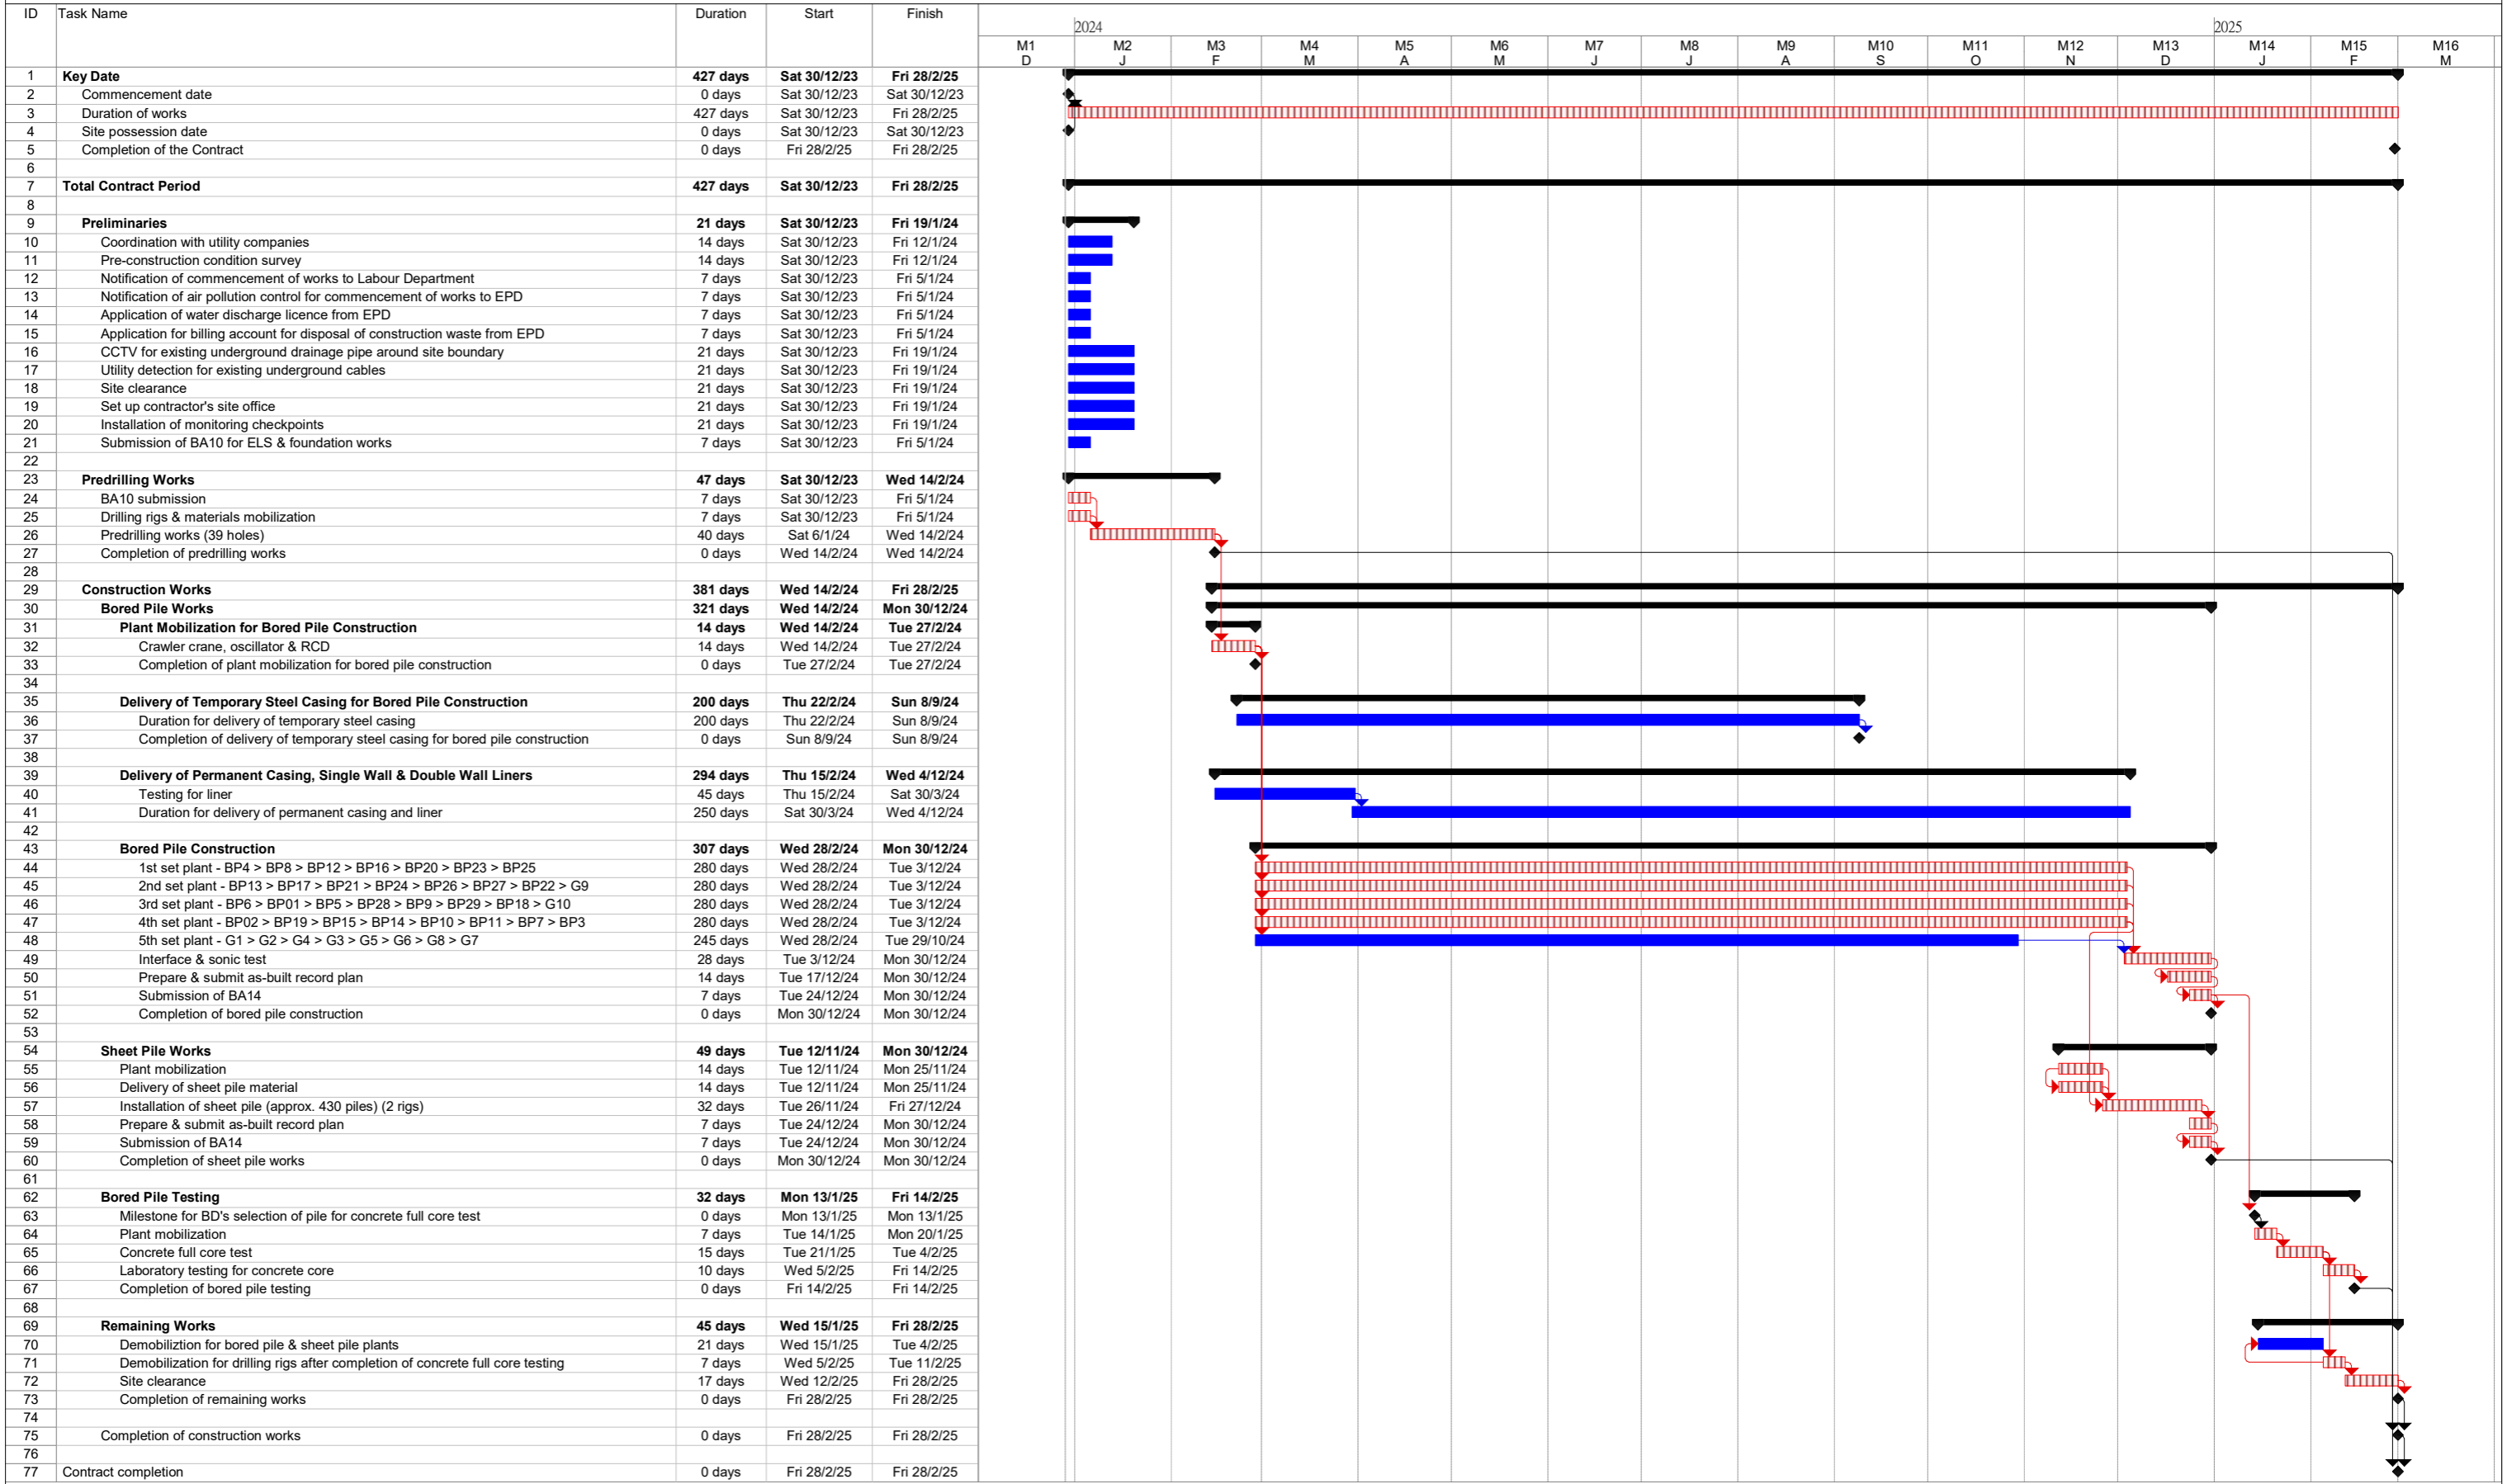 ID Task Name Duration Start Finish
2024 2025
M1 M2 M3 M4 M5 M6 M7 M8 M9 M10 M11 M12 M13 M14 M15 M16
D J F M A M J J A S O N D J F M
1 Key Date 427 days Sat 30/12/23 Fri 28/2/25
2 Commencement date 0 days Sat 30/12/23 Sat 30/12/23
3 Duration of works 427 days Sat 30/12/23 Fri 28/2/25
4 Site possession date 0 days Sat 30/12/23 Sat 30/12/23
5 Completion of the Contract 0 days Fri 28/2/25 Fri 28/2/25
6
7 Total Contract Period 427 days Sat 30/12/23 Fri 28/2/25
8
9 Preliminaries 21 days Sat 30/12/23 Fri 19/1/24
10 Coordination with utility companies 14 days Sat 30/12/23 Fri 12/1/24
11 Pre-construction condition survey 14 days Sat 30/12/23 Fri 12/1/24
12 Notification of commencement of works to Labour Department 7 days Sat 30/12/23 Fri 5/1/24
13 Notification of air pollution control for commencement of works to EPD 7 days Sat 30/12/23 Fri 5/1/24
14 Application of water discharge licence from EPD 7 days Sat 30/12/23 Fri 5/1/24
15 Application for billing account for disposal of construction waste from EPD 7 days Sat 30/12/23 Fri 5/1/24
16 CCTV for existing underground drainage pipe around site boundary 21 days Sat 30/12/23 Fri 19/1/24
17 Utility detection for existing underground cables 21 days Sat 30/12/23 Fri 19/1/24
18 Site clearance 21 days Sat 30/12/23 Fri 19/1/24
19 Set up contractor's site office 21 days Sat 30/12/23 Fri 19/1/24
20 Installation of monitoring checkpoints 21 days Sat 30/12/23 Fri 19/1/24
21 Submission of BA10 for ELS & foundation works 7 days Sat 30/12/23 Fri 5/1/24
22
23 Predrilling Works 47 days Sat 30/12/23 Wed 14/2/24
24 BA10 submission 7 days Sat 30/12/23 Fri 5/1/24
25 Drilling rigs & materials mobilization 7 days Sat 30/12/23 Fri 5/1/24
26 Predrilling works (39 holes) 40 days Sat 6/1/24 Wed 14/2/24
27 Completion of predrilling works 0 days Wed 14/2/24 Wed 14/2/24
28
29 Construction Works 381 days Wed 14/2/24 Fri 28/2/25
30 Bored Pile Works 321 days Wed 14/2/24 Mon 30/12/24
31 Plant Mobilization for Bored Pile Construction 14 days Wed 14/2/24 Tue 27/2/24
32 Crawler crane, oscillator & RCD 14 days Wed 14/2/24 Tue 27/2/24
33 Completion of plant mobilization for bored pile construction 0 days Tue 27/2/24 Tue 27/2/24
34
35 Delivery of Temporary Steel Casing for Bored Pile Construction 200 days Thu 22/2/24 Sun 8/9/24
36 Duration for delivery of temporary steel casing 200 days Thu 22/2/24 Sun 8/9/24
37 Completion of delivery of temporary steel casing for bored pile construction 0 days Sun 8/9/24 Sun 8/9/24
38
39 Delivery of Permanent Casing, Single Wall & Double Wall Liners 294 days Thu 15/2/24 Wed 4/12/24
40 Testing for liner 45 days Thu 15/2/24 Sat 30/3/24
41 Duration for delivery of permanent casing and liner 250 days Sat 30/3/24 Wed 4/12/24
42
43 Bored Pile Construction 307 days Wed 28/2/24 Mon 30/12/24
44 1st set plant - BP4 > BP8 > BP12 > BP16 > BP20 > BP23 > BP25 280 days Wed 28/2/24 Tue 3/12/24
45 2nd set plant - BP13 > BP17 > BP21 > BP24 > BP26 > BP27 > BP22 > G9 280 days Wed 28/2/24 Tue 3/12/24
46 3rd set plant - BP6 > BP01 > BP5 > BP28 > BP9 > BP29 > BP18 > G10 280 days Wed 28/2/24 Tue 3/12/24
47 4th set plant - BP02 > BP19 > BP15 > BP14 > BP10 > BP11 > BP7 > BP3 280 days Wed 28/2/24 Tue 3/12/24
48 5th set plant - G1 > G2 > G4 > G3 > G5 > G6 > G8 > G7 245 days Wed 28/2/24 Tue 29/10/24
49 Interface & sonic test 28 days Tue 3/12/24 Mon 30/12/24
50 Prepare & submit as-built record plan 14 days Tue 17/12/24 Mon 30/12/24
51 Submission of BA14 7 days Tue 24/12/24 Mon 30/12/24
52 Completion of bored pile construction 0 days Mon 30/12/24 Mon 30/12/24
53
54 Sheet Pile Works 49 days Tue 12/11/24 Mon 30/12/24
55 Plant mobilization 14 days Tue 12/11/24 Mon 25/11/24
56 Delivery of sheet pile material 14 days Tue 12/11/24 Mon 25/11/24
57 Installation of sheet pile (approx. 430 piles) (2 rigs) 32 days Tue 26/11/24 Fri 27/12/24
58 Prepare & submit as-built record plan 7 days Tue 24/12/24 Mon 30/12/24
59 Submission of BA14 7 days Tue 24/12/24 Mon 30/12/24
60 Completion of sheet pile works 0 days Mon 30/12/24 Mon 30/12/24
61
62 Bored Pile Testing 32 days Mon 13/1/25 Fri 14/2/25
63 Milestone for BD's selection of pile for concrete full core test 0 days Mon 13/1/25 Mon 13/1/25
64 Plant mobilization 7 days Tue 14/1/25 Mon 20/1/25
65 Concrete full core test 15 days Tue 21/1/25 Tue 4/2/25
66 Laboratory testing for concrete core 10 days Wed 5/2/25 Fri 14/2/25
67 Completion of bored pile testing 0 days Fri 14/2/25 Fri 14/2/25
68
69 Remaining Works 45 days Wed 15/1/25 Fri 28/2/25
70 Demobiliztion for bored pile & sheet pile plants 21 days Wed 15/1/25 Tue 4/2/25
71 Demobilization for drilling rigs after completion of concrete full core testing 7 days Wed 5/2/25 Tue 11/2/25
72 Site clearance 17 days Wed 12/2/25 Fri 28/2/25
73 Completion of remaining works 0 days Fri 28/2/25 Fri 28/2/25
74
75 Completion of construction works 0 days Fri 28/2/25 Fri 28/2/25
76
77 Contract completion 0 days Fri 28/2/25 Fri 28/2/25